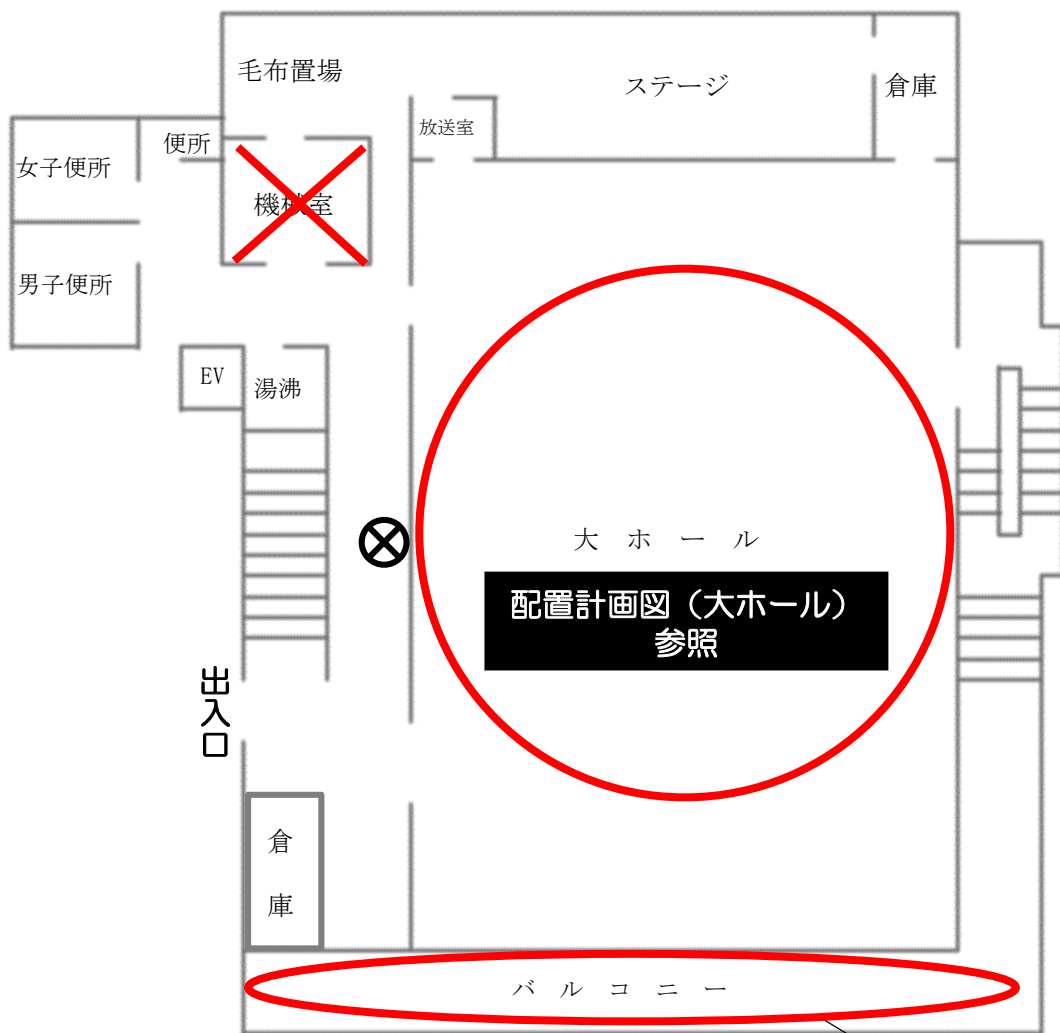 毛布置場
ステージ
倉庫
放送室
便所
女子便所
機械室
男子便所
EV
湯沸
大ホール
配置計画図（大ホール）
参照
出入口
倉庫
バルコニー